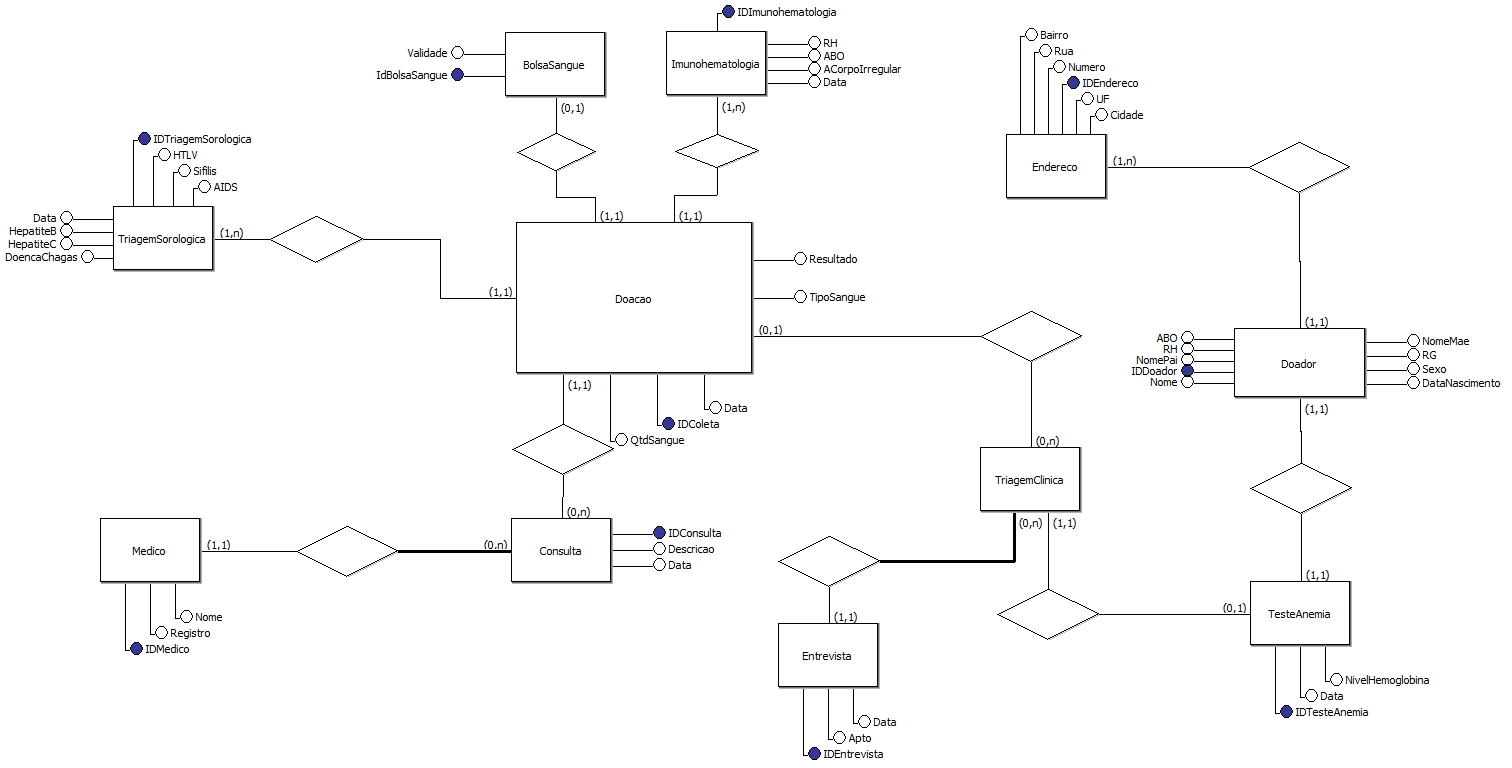 IDImunohematologia
Validade
IdBolsaSangue
BolsaSangue
(0,1)
Imunohematologia
RH
ABO
ACorpoIrregular
Data
(1,n)
Bairro
Rua
Numero
IDEndereco
UF
Cidade
Endereco
(1,n)
IDTriagemSorologica
HTLV
Sifilis
AIDS
Data
HepatiteB
HepatiteC
DoencaChagas
TriagemSorologica
(1,n)
(1,1)
(1,1)
(1,1)
Doacao
Resultado
TipoSangue
(0,1)
(1,1)
Data
IDColeta
QtdSangue
(1,1)
ABO
RH
NomePai
IDDoador
Nome
Doador
NomeMae
RG
Sexo
DataNascimento
(1,1)
(0,n)
TriagemClinica
(0,n)
(1,1)
(0,n)
Medico
(1,1)
(0,n)
Consulta
IDConsulta
Descricao
Data
Nome
Registro
IDMedico
(1,1)
Entrevista
Data
Apto
IDEntrevista
(1,1)
(0,1)
TesteAnemia
NivelHemoglobina
Data
IDTesteAnemia